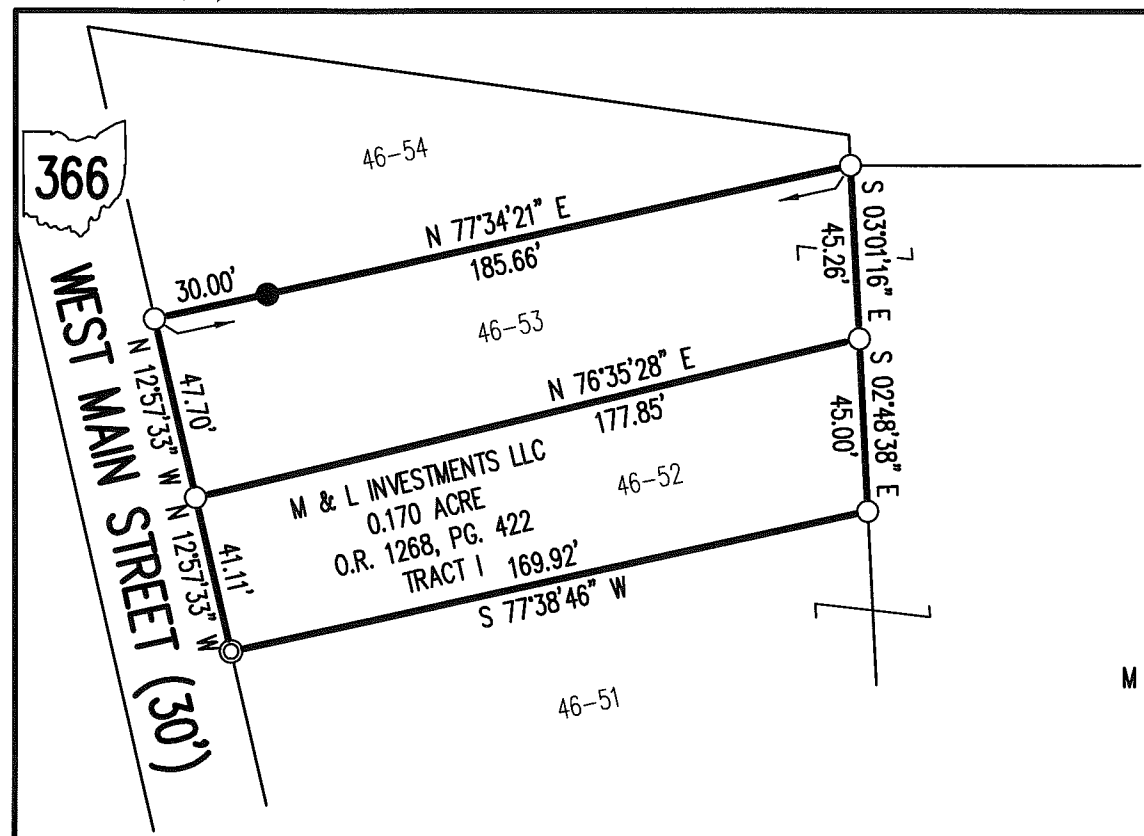 366
46-54
N 77°34'21" E
185.66'
30.00'
S 03°01'16" E
45.26'
46-53
WEST MAIN STREET (30')
N 12°57'33" W
47.70'
N 76°35'28" E
177.85'
S 02°48'38" E
45.00'
M & L INVESTMENTS LLC
0.170 ACRE
O.R. 1268, PG. 422
TRACT I
46-52
N 12°57'33" W
41.11'
169.92'
S 77°38'46" W
46-51
M